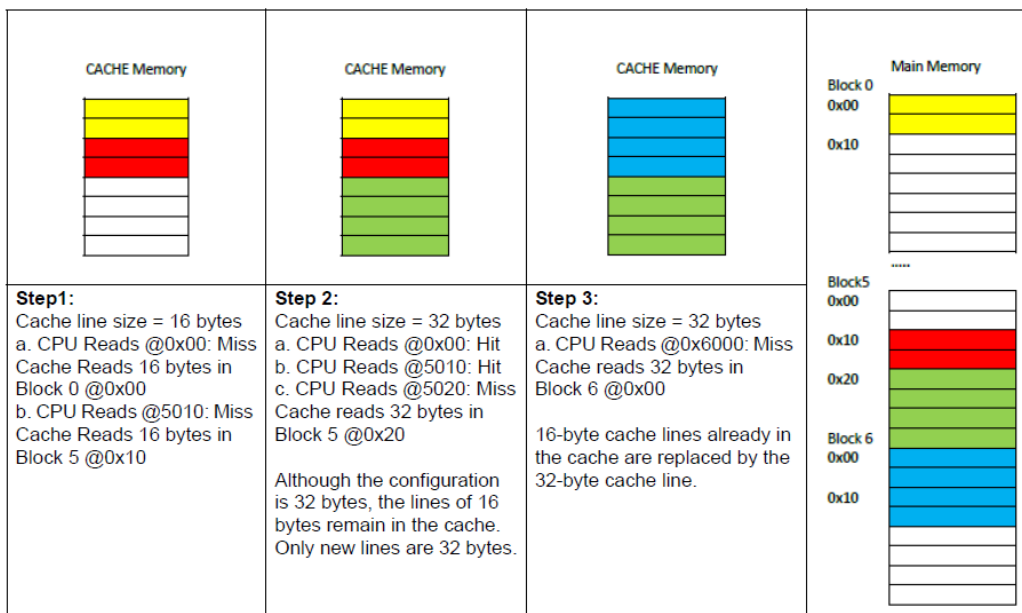 CACHE Memory
Step1:
Cache line size = 16 bytes
a. CPU Reads @0x00: Miss
Cache Reads 16 bytes in
Block 0 @0x00
b. CPU Reads @5010: Miss
Cache Reads 16 bytes in
Block 5 @0x10
CACHE Memory
Step 2:
Cache line size = 32 bytes
a. CPU Reads @0x00: Hit
b. CPU Reads @5010: Hit
c. CPU Reads @5020: Miss
Cache reads 32 bytes in
Block 5 @0x20
Although the configuration
is 32 bytes, the lines of 16
bytes remain in the cache.
Only new lines are 32 bytes.
CACHE Memory
Step 3:
Cache line size = 32 bytes
a. CPU Reads @0x6000: Miss
Cache reads 32 bytes in
Block 6 @0x00
16-byte cache lines already in
the cache are replaced by the
32-byte cache line.
Main Memory
Block 0
0x00
0x10
.....
Block5
0x00
0x10
0x20
Block 6
0x00
0x10